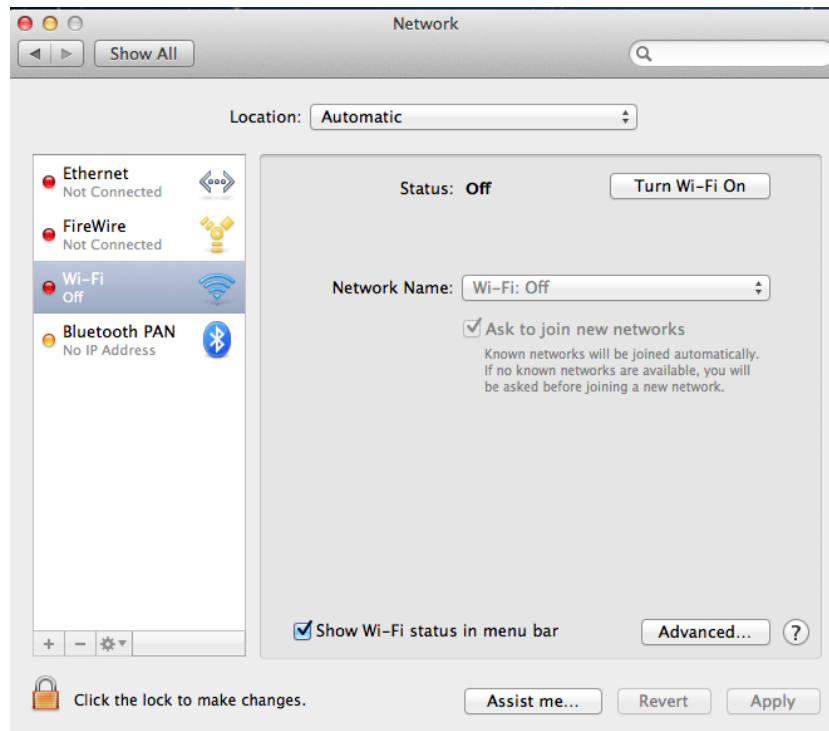 Network
Show All
Location: Automatic
Ethernet
Not Connected
FireWire
Not Connected
Wi-Fi
Off
Bluetooth PAN
No IP Address
Status: Off
Turn Wi-Fi On
Network Name: Wi-Fi: Off
Ask to join new networks
Known networks will be joined automatically.
If no known networks are available, you will
be asked before joining a new network.
Show Wi-Fi status in menu bar
Advanced...
?
Click the lock to make changes.
Assist me...
Revert
Apply